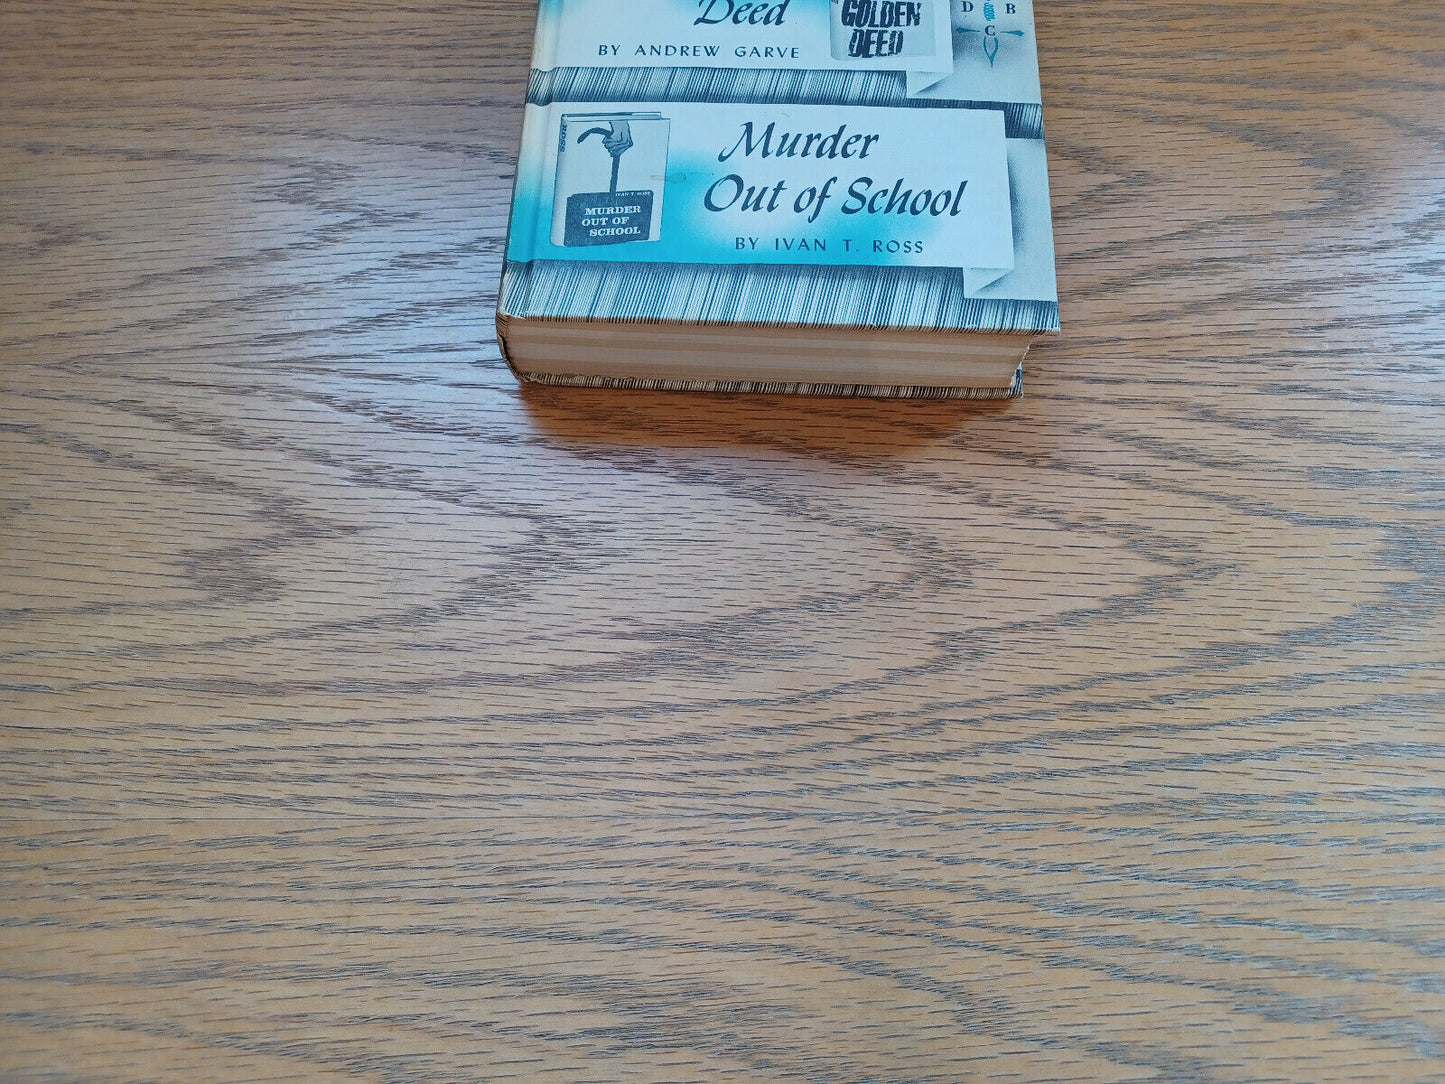 Deed
BY ANDREW GARVE
GOLDEN
DEED
D B
C
ROSS
IVAN T. ROSS
MURDER
OUT OF
SCHOOL
Murder
Out of School
BY IVAN T. ROSS